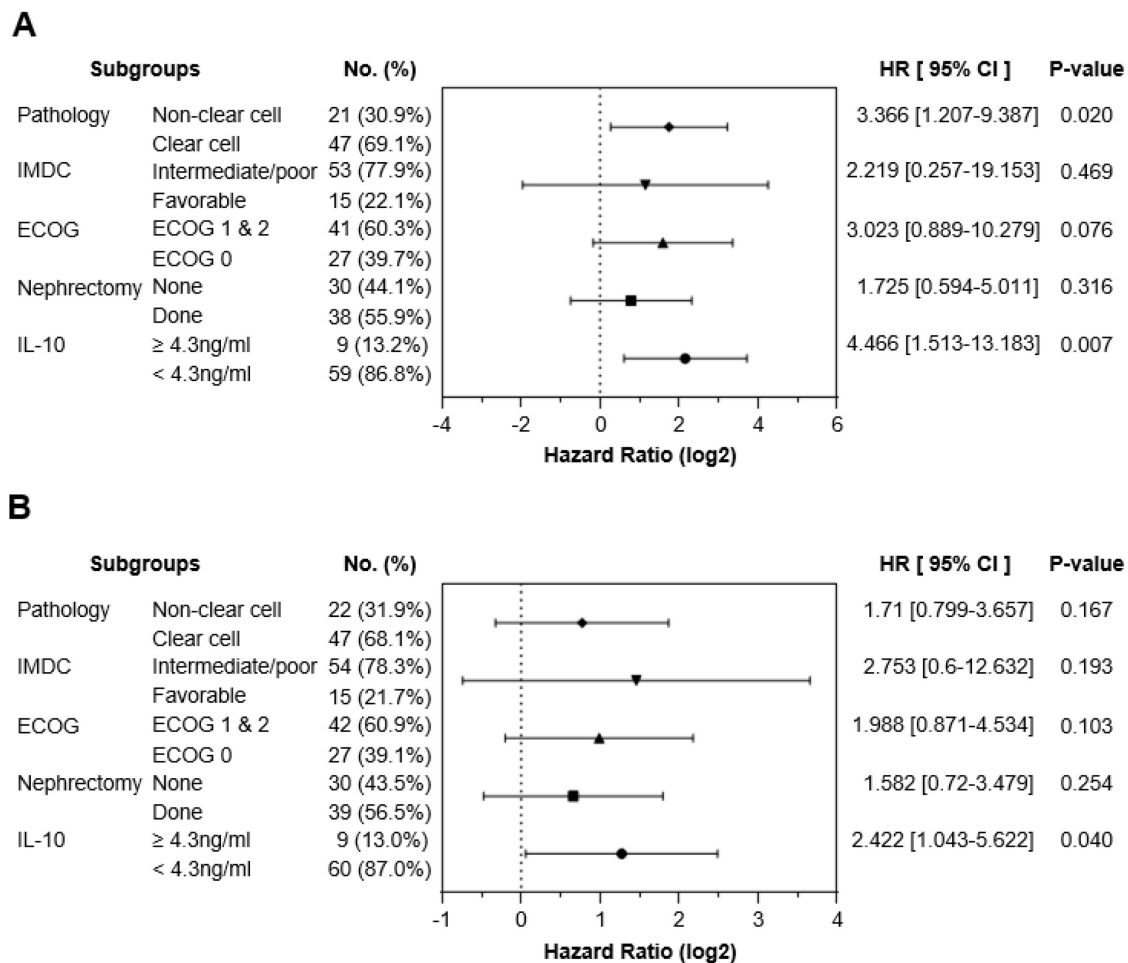 A
Subgroups No. (%) HR [ 95% CI ] P-value
Pathology Non-clear cell 21 (30.9%) 3.366 [1.207-9.387] 0.020
Clear cell 47 (69.1%)
IMDC Intermediate/poor 53 (77.9%) 2.219 [0.257-19.153] 0.469
Favorable 15 (22.1%)
ECOG ECOG 1 & 2 41 (60.3%) 3.023 [0.889-10.279] 0.076
ECOG 0 27 (39.7%)
Nephrectomy None 30 (44.1%) 1.725 [0.594-5.011] 0.316
Done 38 (55.9%)
IL-10 ≥ 4.3ng/ml 9 (13.2%) 4.466 [1.513-13.183] 0.007
< 4.3ng/ml 59 (86.8%)
-4 -2 0 2 4 6
Hazard Ratio (log2)
B
Subgroups No. (%) HR [ 95% CI ] P-value
Pathology Non-clear cell 22 (31.9%) 1.71 [0.799-3.657] 0.167
Clear cell 47 (68.1%)
IMDC Intermediate/poor 54 (78.3%) 2.753 [0.6-12.632] 0.193
Favorable 15 (21.7%)
ECOG ECOG 1 & 2 42 (60.9%) 1.988 [0.871-4.534] 0.103
ECOG 0 27 (39.1%)
Nephrectomy None 30 (43.5%) 1.582 [0.72-3.479] 0.254
Done 39 (56.5%)
IL-10 ≥ 4.3ng/ml 9 (13.0%) 2.422 [1.043-5.622] 0.040
< 4.3ng/ml 60 (87.0%)
-1 0 1 2 3 4
Hazard Ratio (log2)